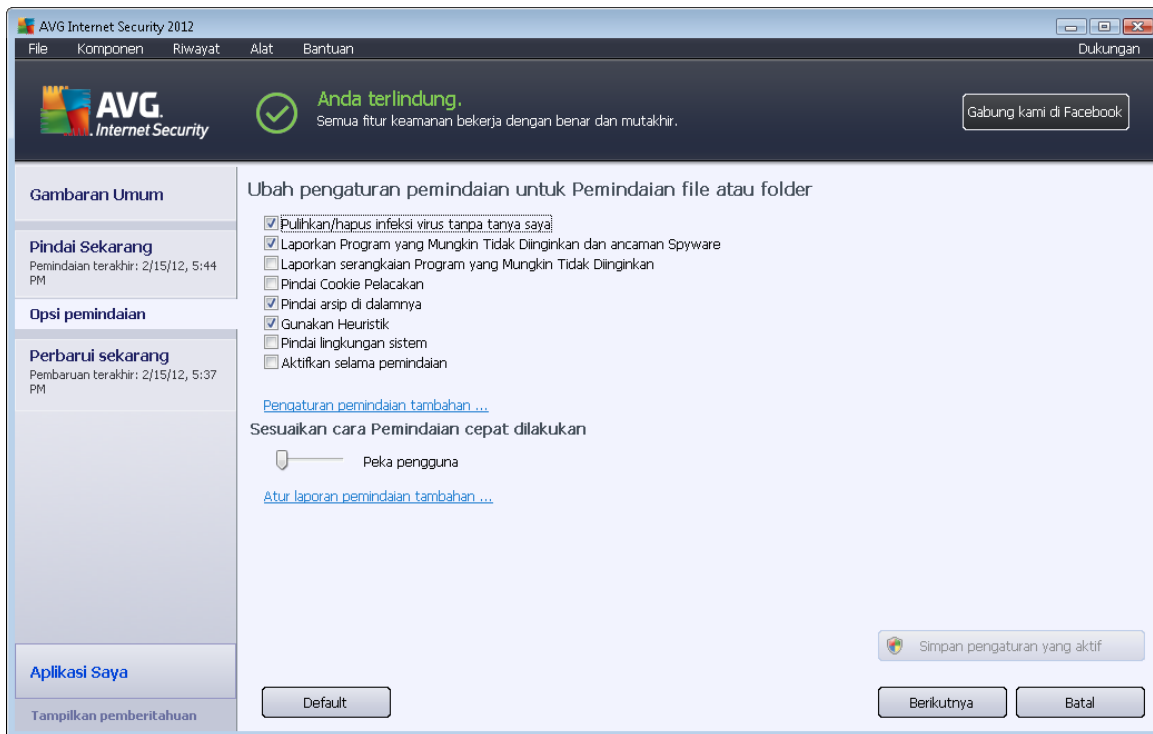 AVG Internet Security 2012
File Komponen Riwayat Alat Bantuan Dukungan
AVG.
Internet Security
Anda terlindung.
Semua fitur keamanan bekerja dengan benar dan mutakhir.
Gabung kami di Facebook
Gambaran Umum
Pindai Sekarang
Pemindaian terakhir: 2/15/12, 5:44
PM
Opsi pemindaian
Perbarui sekarang
Pembaruan terakhir: 2/15/12, 5:37
PM
Aplikasi Saya
Tampilkan pemberitahuan
Ubah pengaturan pemindaian untuk Pemindaian file atau folder
Pulihkan/hapus infeksi virus tanpa tanya saya
Laporkan Program yang Mungkin Tidak Diinginkan dan ancaman Spyware
Laporkan serangkaian Program yang Mungkin Tidak Diinginkan
Pindai Cookie Pelacakan
Pindai arsip di dalamnya
Gunakan Heuristik
Pindai lingkungan sistem
Aktifkan selama pemindaian
Pengaturan pemindaian tambahan ...
Sesuaikan cara Pemindaian cepat dilakukan
Peka pengguna
Atur laporan pemindaian tambahan ...
Simpan pengaturan yang aktif
Default
Berikutnya
Batal